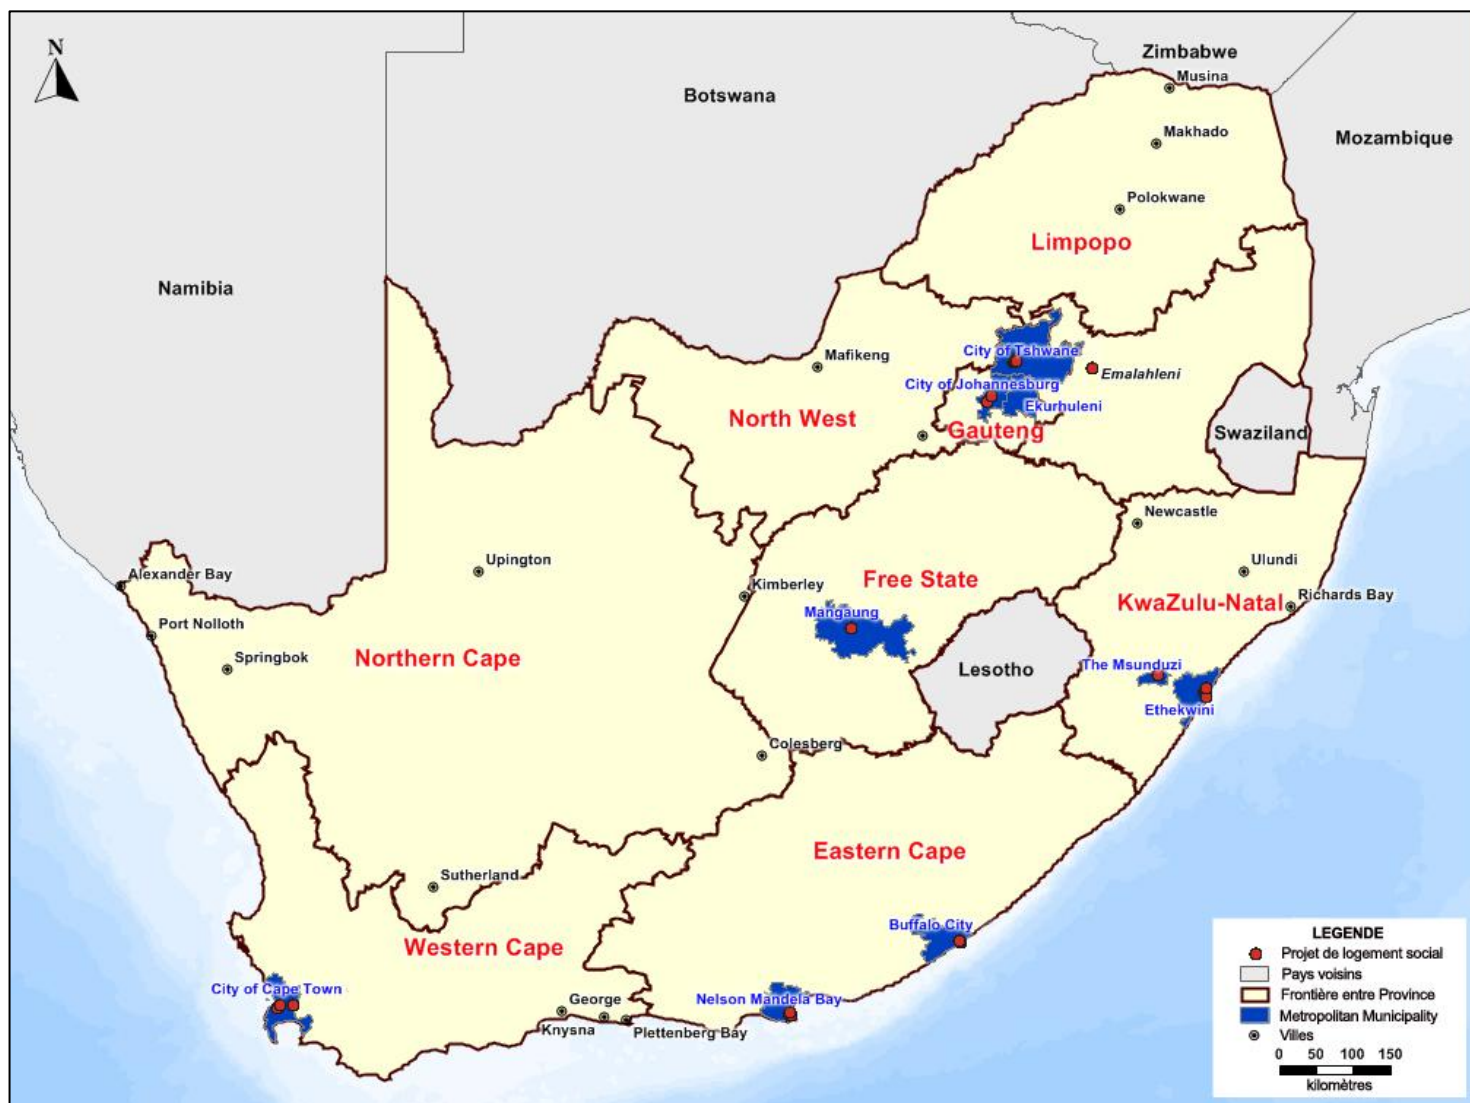 N
Zimbabwe
Musina
Botswana
Makhado
Mozambique
Polokwane
Limpopo
Namibia
Mafikeng
City of Tshwane
Emalahleni
City of Johannesburg
Ekurhuleni
North West
Gauteng
Swaziland
Newcastle
Upington
Ulundi
Alexander Bay
Kimberley
Free State
Richards Bay
KwaZulu-Natal
Mangaung
Port Nolloth
Springbok
Northern Cape
Lesotho
The Msunduzi
Ethekwini
Colesberg
Eastern Cape
Sutherland
Buffalo City
Western Cape
City of Cape Town
George
Nelson Mandela Bay
Knysna
Plettenberg Bay
LEGENDE
Projet de logement social
Pays voisins
Frontière entre Province
Metropolitan Municipality
Villes
0 50 100 150
kilomètres